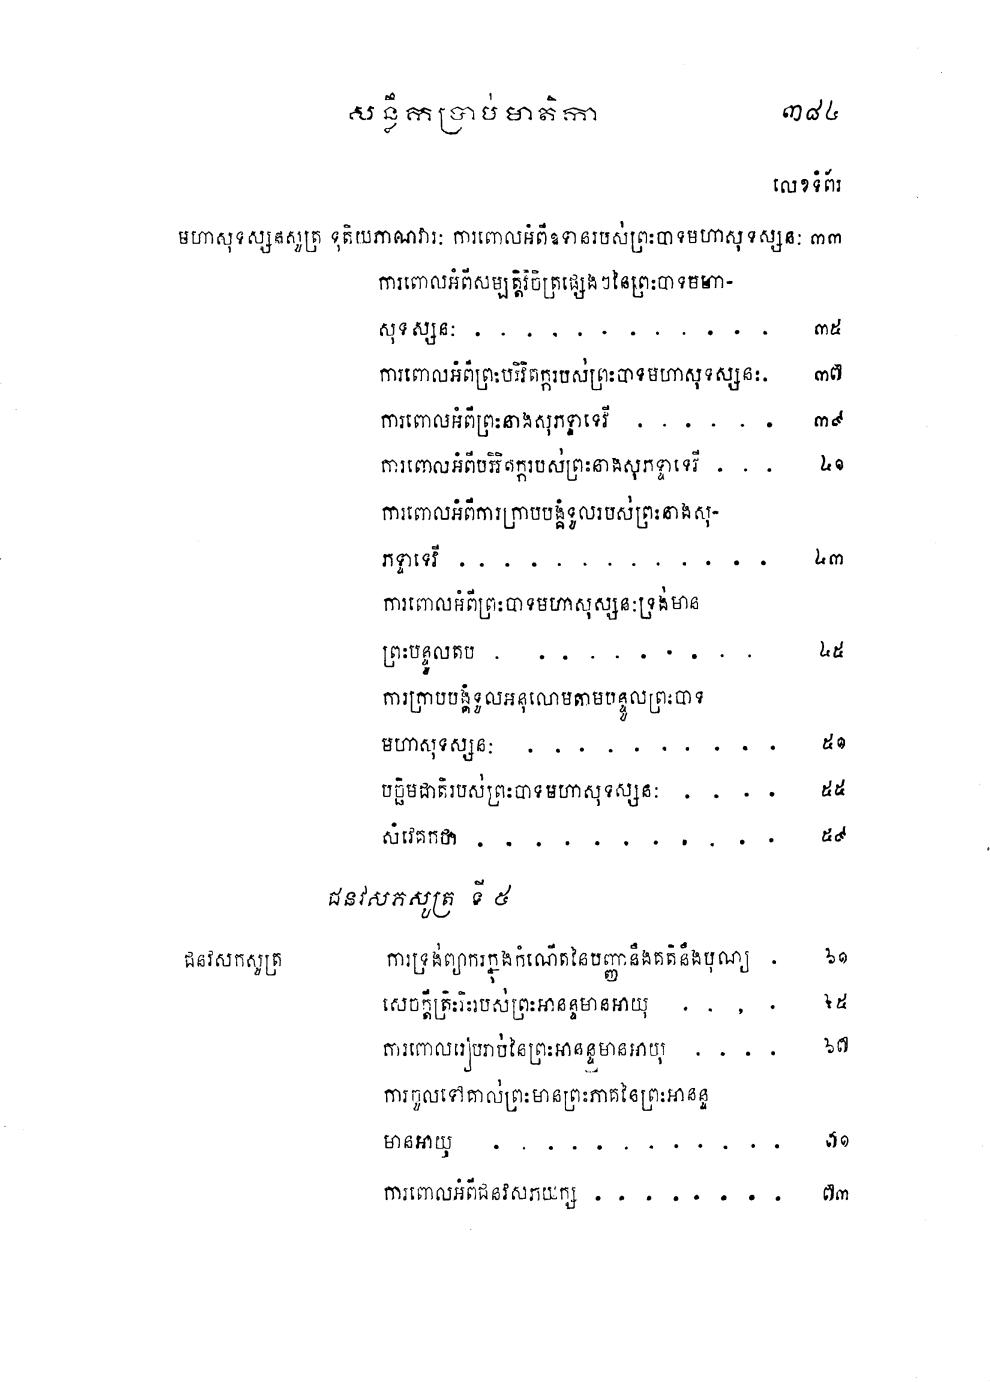 សន្លឹកប្រាប់មាតិកា ៣៨៤
លេខទំព័រ
មហាសុទស្សនសូត្រ ទុតិយភាណវារៈ ការពោលអំពីឧទានរបស់ព្រះបាទមហាសុទស្សនៈ ៣៣
ការពោលអំពីសម្បត្តិវិចិត្រផ្សេងៗនៃព្រះបាទមហា-
សុទស្សនៈ . . . . . . . . . . . . ៣៥
ការពោលអំពីព្រះបរិវិតក្ករបស់ព្រះបាទមហាសុទស្សនៈ. ៣៧
ការពោលអំពីព្រះនាងសុភទ្ទាទេវី . . . . . . ៣៩
ការពោលអំពីបរិវិតក្ករបស់ព្រះនាងសុភទ្ទាទេវី . . . ៤១
ការពោលអំពីការក្រាបបង្គំទូលរបស់ព្រះនាងសុ-
ភទ្ទាទេវី . . . . . . . . . . . . . ៤៣
ការពោលអំពីព្រះបាទមហាសុស្សនៈទ្រង់មាន
ព្រះបន្ទូលតប . . . . . . . . . . ៤៥
ការក្រាបបង្គំទូលអនុលោមតាមបន្ទូលព្រះបាទ
មហាសុទស្សនៈ . . . . . . . . . . ៥១
បច្ឆិមជាតិរបស់ព្រះបាទមហាសុទស្សនៈ . . . . ៥៥
សំវេគកថា . . . . . . . . . . . ៥៩
ជនវសភសូត្រ ទី ៥
ជនវសភសូត្រ ការទ្រង់ព្យាករក្នុងកំណើតនៃបញ្ញានឹងគតិនឹងបុណ្យ . ៦១
សេចក្តីត្រិះរិះរបស់ព្រះអានន្ទមានអាយុ . . . . ៦៥
ការពោលរៀបរាប់នៃព្រះអានន្ទមានអាយុ . . . . ៦៧
ការចូលទៅគាល់ព្រះមានព្រះភាគនៃព្រះអានន្ទ
មានអាយុ . . . . . . . . . . . . ៧១
ការពោលអំពីជនវសភយក្ស . . . . . . . . ៧៣